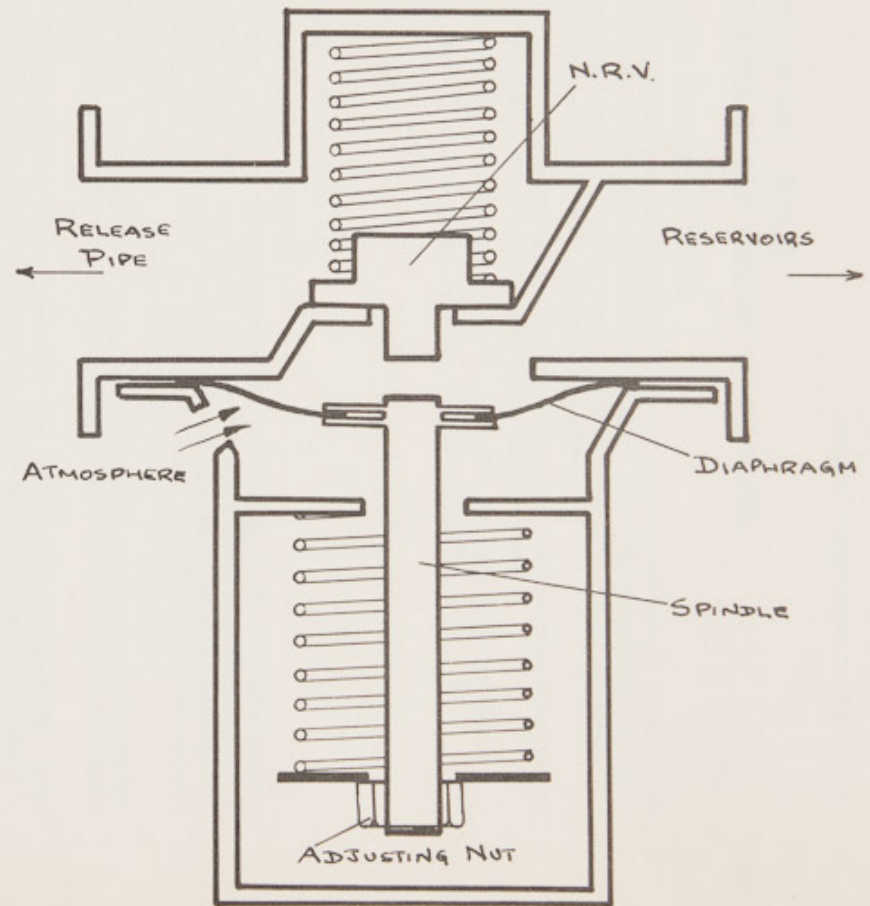 N.R.V.
RELEASE
PIPE
RESERVOIRS
ATMOSPHERE
DIAPHRAGM
SPINDLE
ADJUSTING NUT